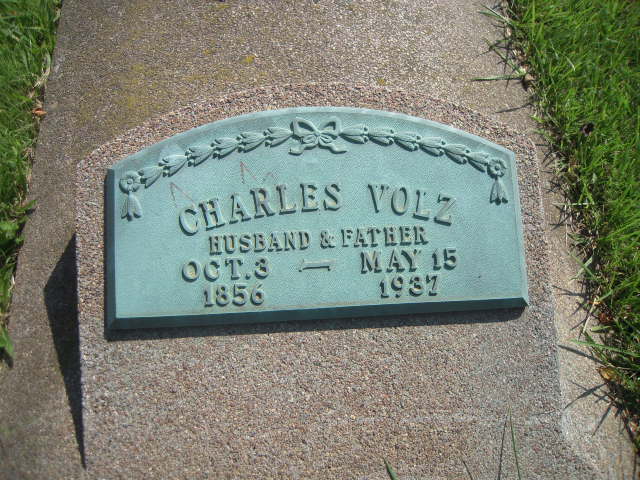 CHARLES VOLZ
HUSBAND & FATHER
OCT. 3 — MAY 15
1856 1937